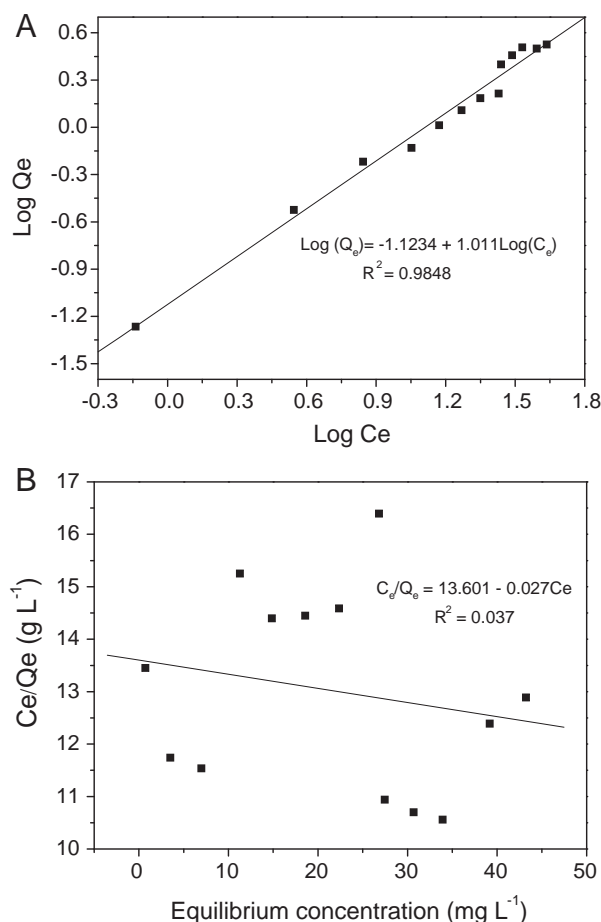 A
Log Qe
0.6
0.3
0.0
-0.3
-0.6
-0.9
-1.2
-1.5
Log (Qₑ)= -1.1234 + 1.011Log(Cₑ)
R² = 0.9848
-0.3 0.0 0.3 0.6 0.9 1.2 1.5 1.8
Log Ce
B
Ce/Qe (g L⁻¹)
17
16
15
14
13
12
11
10
Cₑ/Qₑ = 13.601 - 0.027Ce
R² = 0.037
0 10 20 30 40 50
Equilibrium concentration (mg L⁻¹)